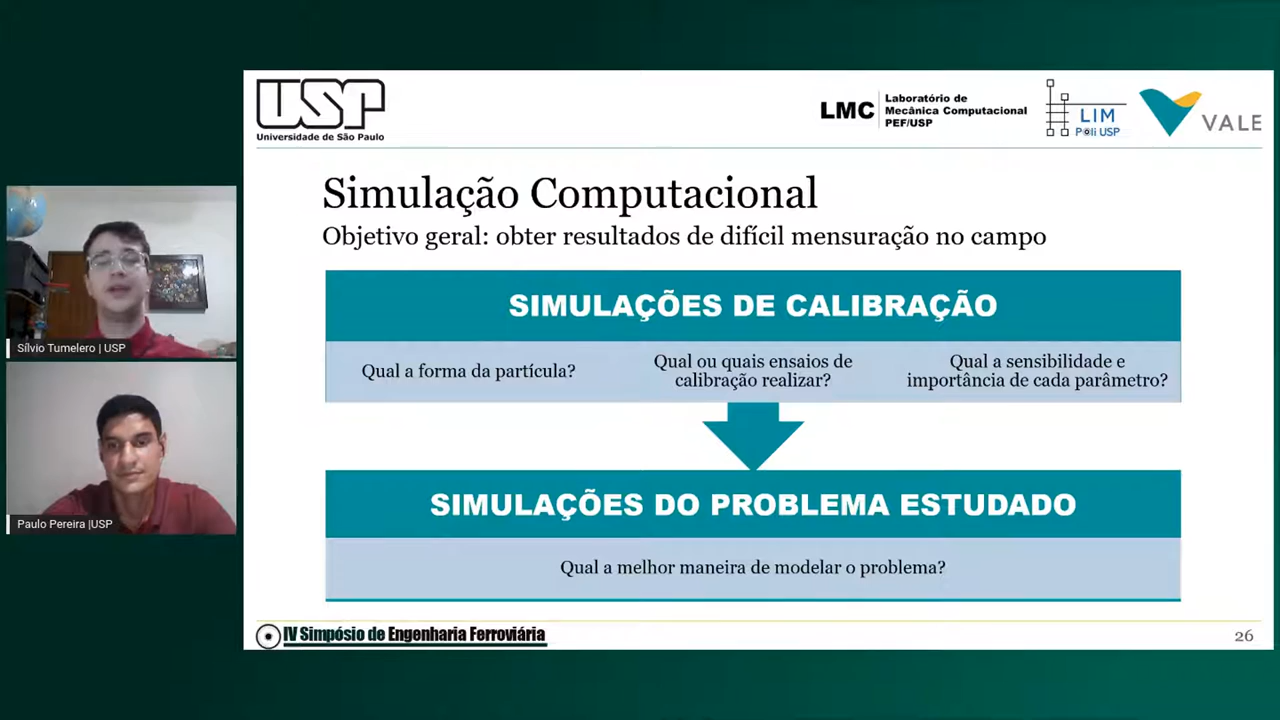 USP
Universidade de São Paulo
LMC
Laboratório de
Mecânica Computacional
PEF/USP
LIM
Poli USP
VALE
Simulação Computacional
Objetivo geral: obter resultados de difícil mensuração no campo
SIMULAÇÕES DE CALIBRAÇÃO
Qual a forma da partícula?
Qual ou quais ensaios de
calibração realizar?
Qual a sensibilidade e
importância de cada parâmetro?
SIMULAÇÕES DO PROBLEMA ESTUDADO
Qual a melhor maneira de modelar o problema?
IV Simpósio de Engenharia Ferroviária
26
Sílvio Tumelero | USP
Paulo Pereira |USP